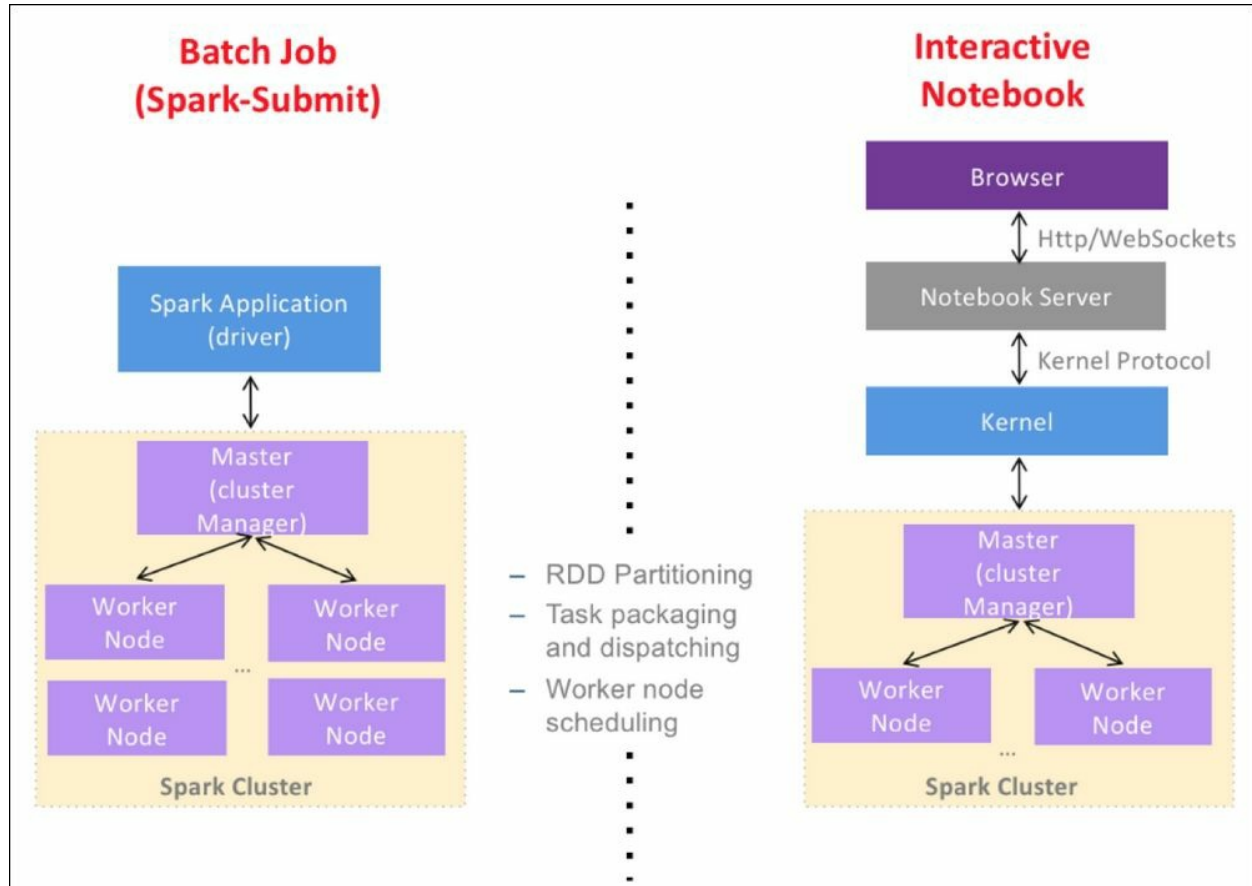 Batch Job
(Spark-Submit)
Spark Application
(driver)
Master
(cluster
Manager)
Worker
Node
Worker
Node
...
Worker
Node
Worker
Node
Spark Cluster
– RDD Partitioning
– Task packaging
and dispatching
– Worker node
scheduling
Interactive
Notebook
Browser
Http/WebSockets
Notebook Server
Kernel Protocol
Kernel
Master
(cluster
Manager)
Worker
Node
Worker
Node
...
Spark Cluster